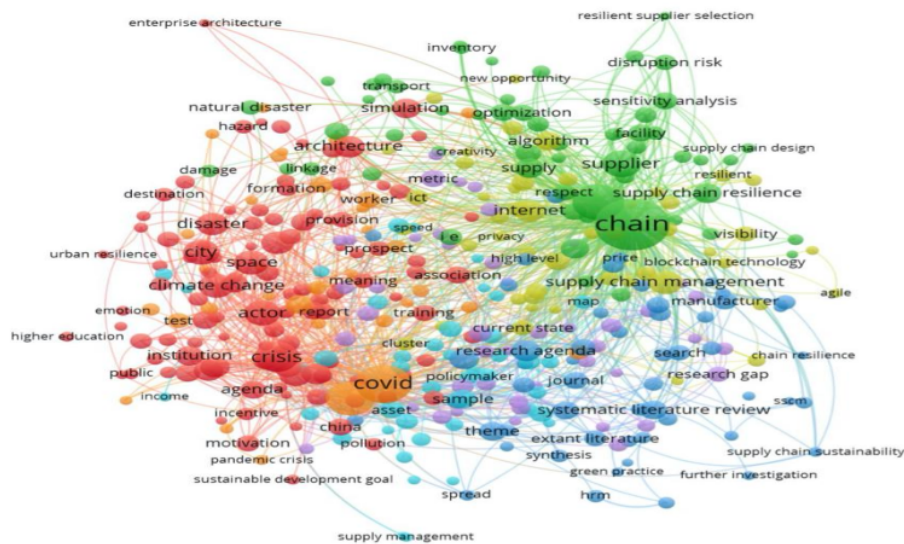 enterprise architecture
resilient supplier selection
inventory
disruption risk
new opportunity
transport
sensitivity analysis
natural disaster
simulation
optimization
hazard
facility
architecture
algorithm
supply chain design
creativity
damage
linkage
supply
supplier
resilient
metric
formation
ict
respect
supply chain resilience
destination
worker
internet
disaster
provision
speed
chain
i e
privacy
visibility
urban resilience
city
prospect
high level
price
blockchain technology
space
climate change
meaning
association
supply chain management
agile
emotion
actor
report
training
map
manufacturer
test
current state
higher education
cluster
institution
crisis
research agenda
search
chain resilience
public
covid
policymaker
journal
research gap
income
agenda
asset
sample
sscm
incentive
systematic literature review
china
theme
motivation
pollution
extant literature
supply chain sustainability
pandemic crisis
synthesis
sustainable development goal
green practice
further investigation
spread
hrm
supply management